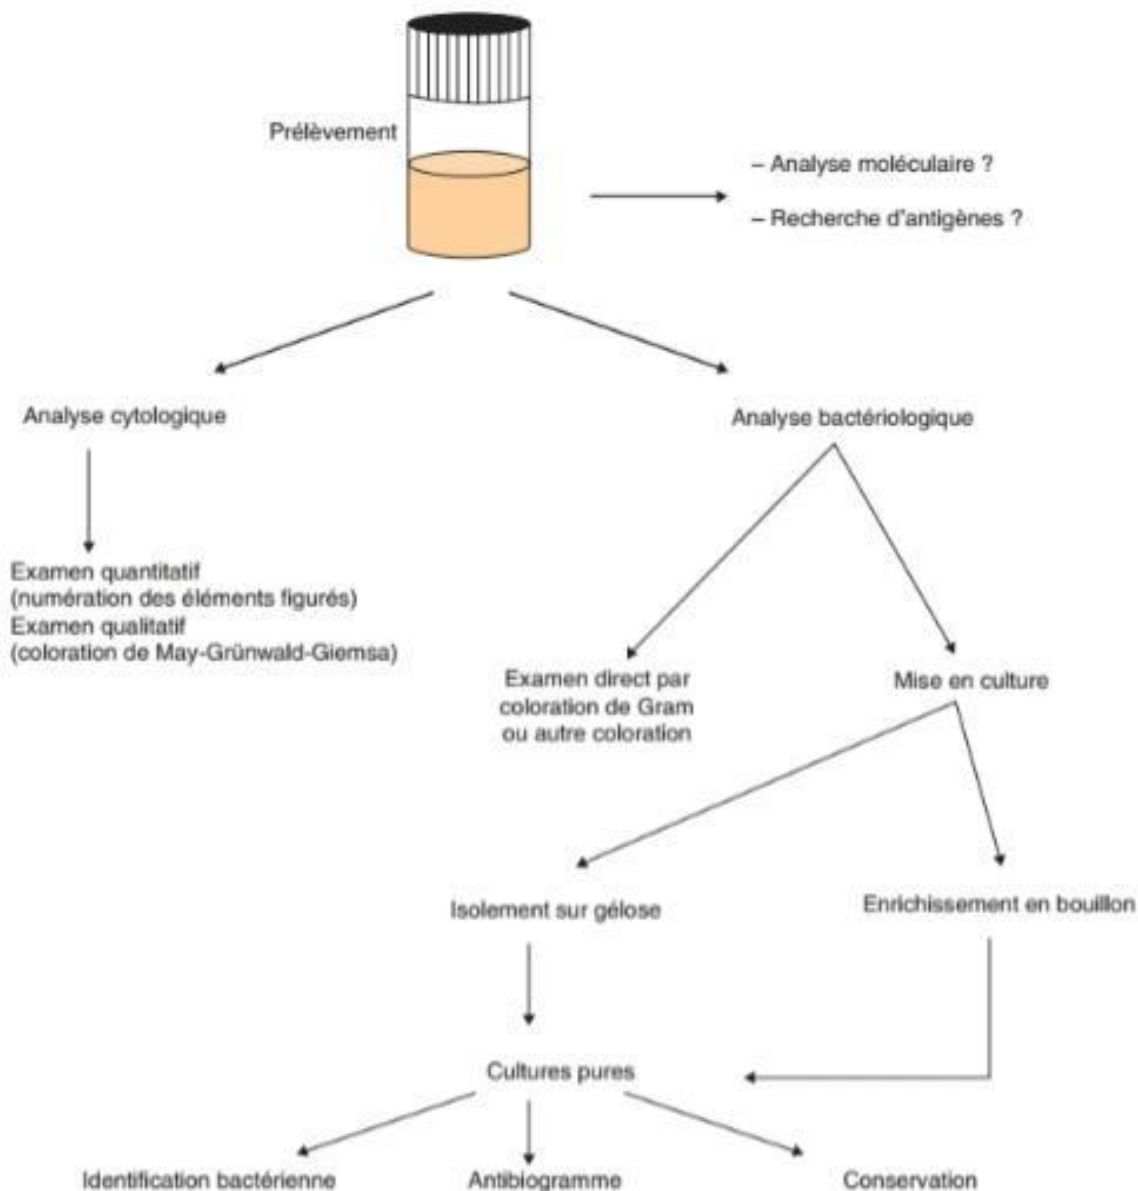 Prélèvement
– Analyse moléculaire ?
– Recherche d'antigènes ?
Analyse cytologique
Analyse bactériologique
Examen quantitatif
(numération des éléments figurés)
Examen qualitatif
(coloration de May-Grünwald-Giemsa)
Examen direct par
coloration de Gram
ou autre coloration
Mise en culture
Isolement sur gélose
Enrichissement en bouillon
Cultures pures
Identification bactérienne
Antibiogramme
Conservation